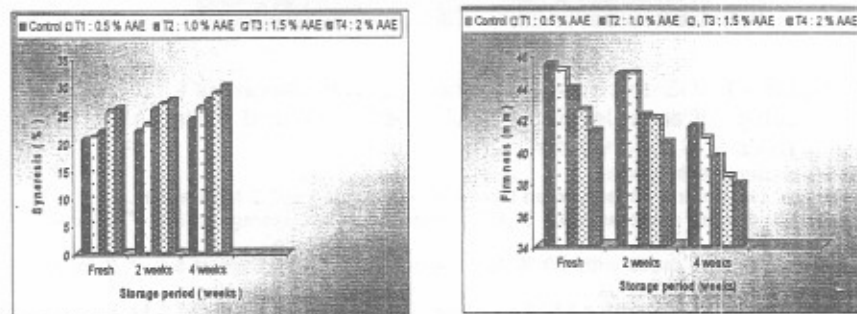 Control T1 : 0.5 % AAE T2 : 1.0 % AAE T3 : 1.5 % AAE T4 : 2 % AAE
35
30
25
20
15
10
5
0
Syneresis ( %
Fresh 2 weeks 4 weeks
Storage period ( weeks )
Control T1 : 0.5 % AAE T2 : 1.0 % AAE , T3 : 1.5 % AAE T4 : 2 % AAE
46
44
42
40
38
36
34
Firmness ( mm )
Fresh 2 weeks 4 weeks
Storage period (weeks)